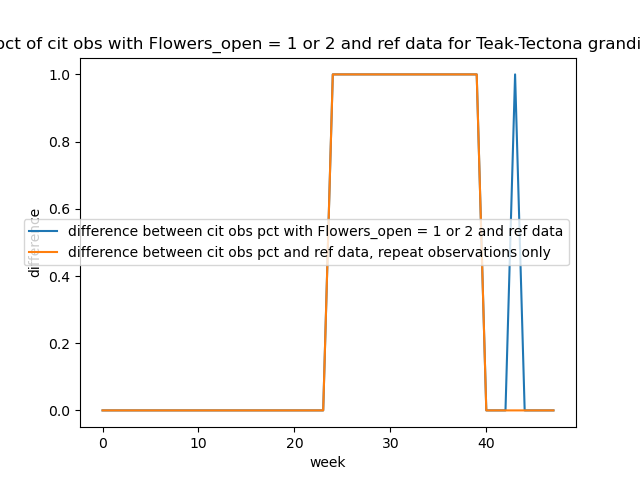 pct of cit obs with Flowers_open = 1 or 2 and ref data for Teak-Tectona grandi
1.0
0.8
0.6
0.4
0.2
0.0
difference
difference between cit obs pct with Flowers_open = 1 or 2 and ref data
difference between cit obs pct and ref data, repeat observations only
0 10 20 30 40
week